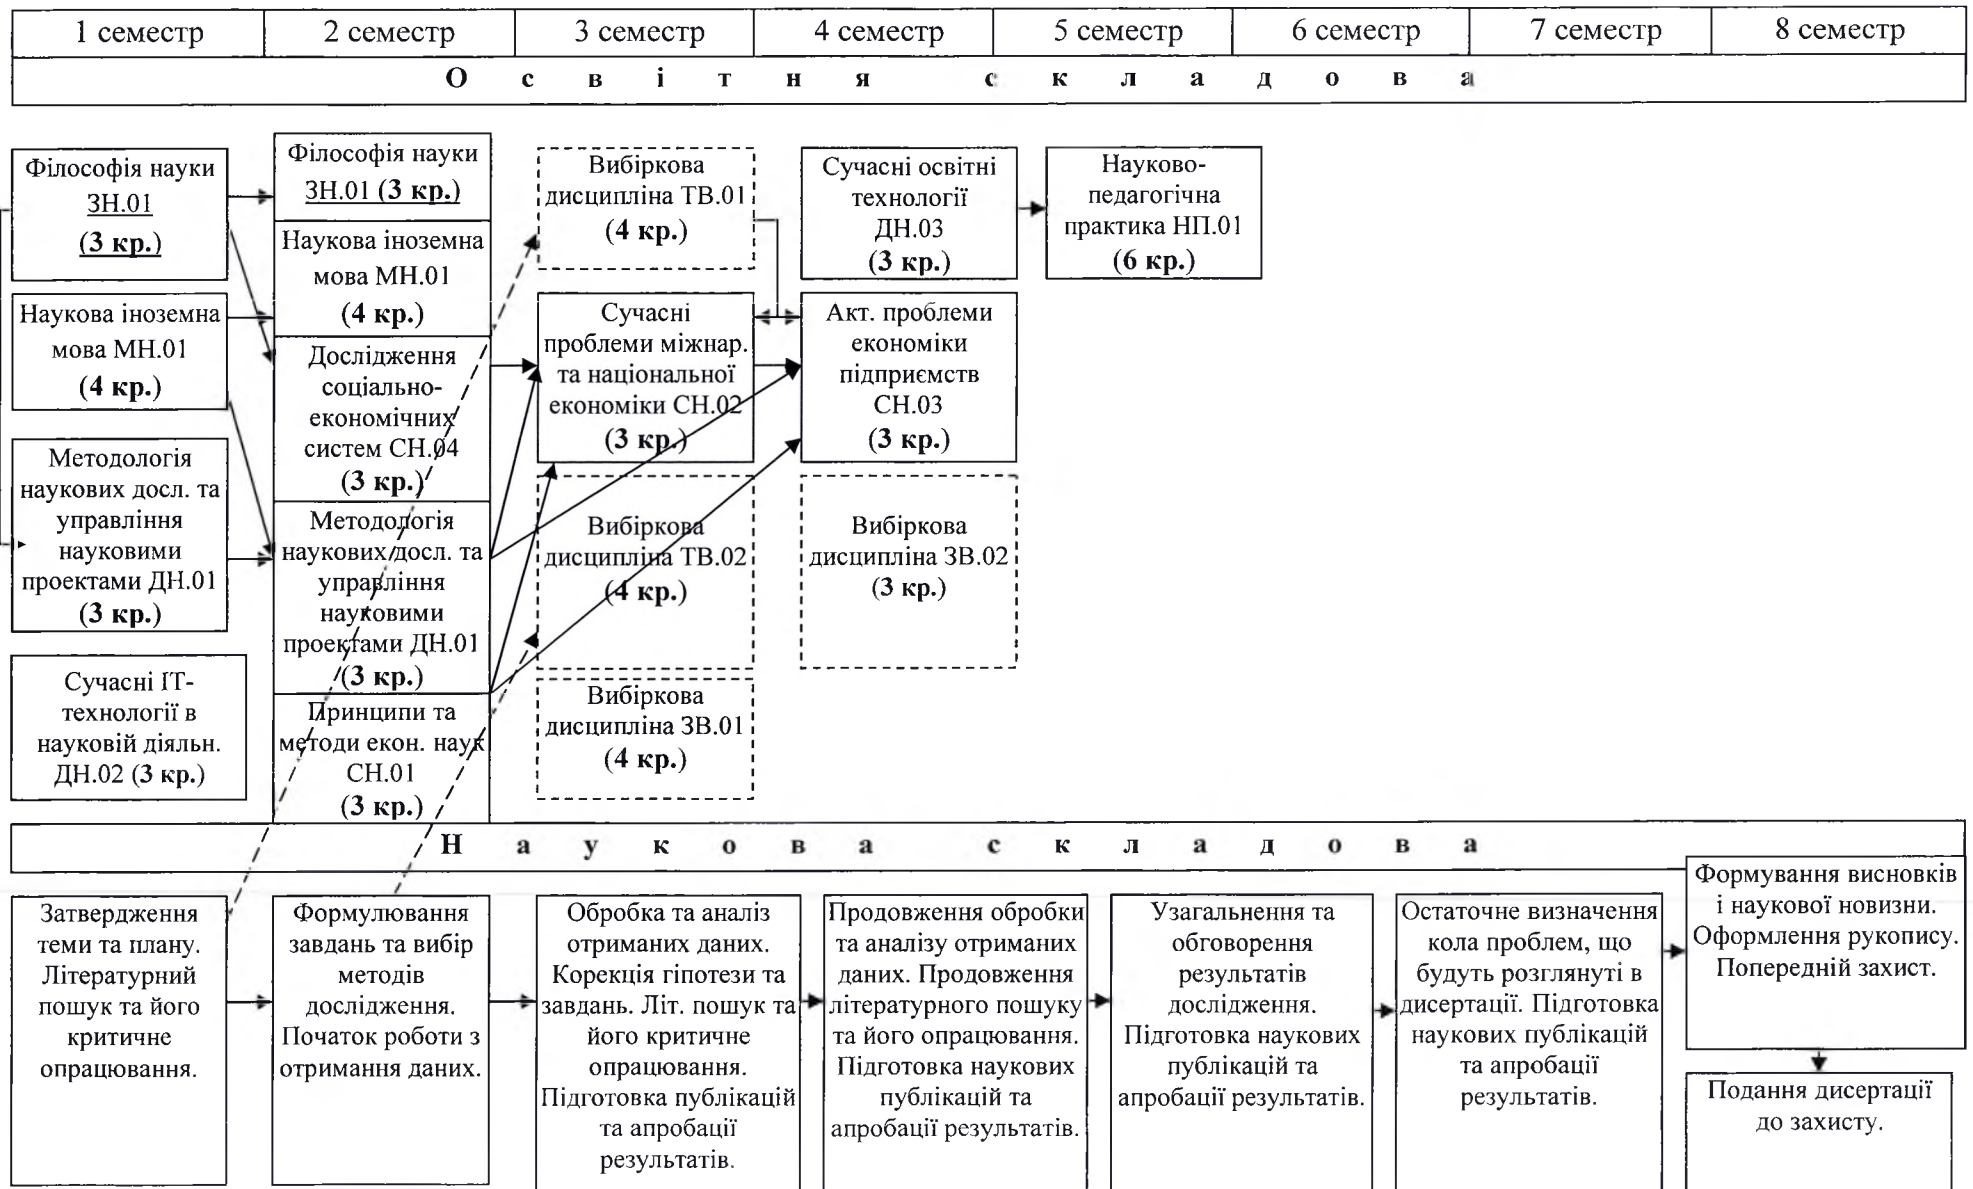 1 семестр
2 семестр
3 семестр
4 семестр
5 семестр
6 семестр
7 семестр
8 семестр
Освітня складова
Філософія науки
ЗН.01
(3 кр.)
Наукова іноземна
мова МН.01
(4 кр.)
Методологія
наукових досл. та
управління
науковими
проектами ДН.01
(3 кр.)
Сучасні ІТ-
технології в
науковій діяльн.
ДН.02 (3 кр.)
Філософія науки
ЗН.01 (3 кр.)
Наукова іноземна
мова МН.01
(4 кр.)
Дослідження
соціально-
економічних
систем СН.04
(3 кр.)
Методологія
наукових досл. та
управління
науковими
проектами ДН.01
(3 кр.)
Принципи та
методи екон. наук
СН.01
(3 кр.)
Вибіркова
дисципліна ТВ.01
(4 кр.)
Сучасні
проблеми міжнар.
та національної
економіки СН.02
(3 кр.)
Вибіркова
дисципліна ТВ.02
(4 кр.)
Вибіркова
дисципліна ЗВ.01
(4 кр.)
Сучасні освітні
технології
ДН.03
(3 кр.)
Акт. проблеми
економіки
підприємств
СН.03
(3 кр.)
Вибіркова
дисципліна ЗВ.02
(3 кр.)
Науково-
педагогічна
практика НП.01
(6 кр.)
Наукова складова
Затвердження
теми та плану.
Літературний
пошук та його
критичне
опрацювання.
Формулювання
завдань та вибір
методів
дослідження.
Початок роботи з
отримання даних.
Обробка та аналіз
отриманих даних.
Корекція гіпотези та
завдань. Літ. пошук та
його критичне
опрацювання.
Підготовка публікацій
та апробації
результатів.
Продовження обробки
та аналізу отриманих
даних. Продовження
літературного пошуку
та його опрацювання.
Підготовка наукових
публікацій та
апробації результатів.
Узагальнення та
обговорення
результатів
дослідження.
Підготовка наукових
публікацій та
апробації результатів.
Остаточне визначення
кола проблем, що
будуть розглянуті в
дисертації. Підготовка
наукових публікацій
та апробації
результатів.
Формування висновків
і наукової новизни.
Оформлення рукопису.
Попередній захист.
Подання дисертації
до захисту.